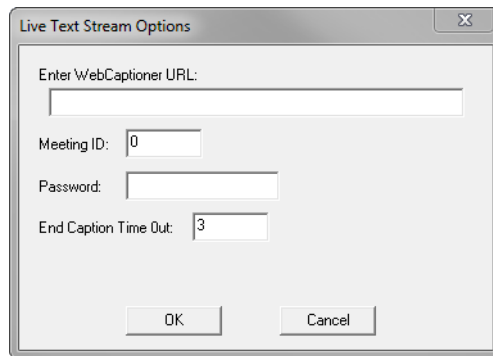 Live Text Stream Options
Enter WebCaptioner URL:
Meeting ID: 0
Password:
End Caption Time Out: 3
OK Cancel